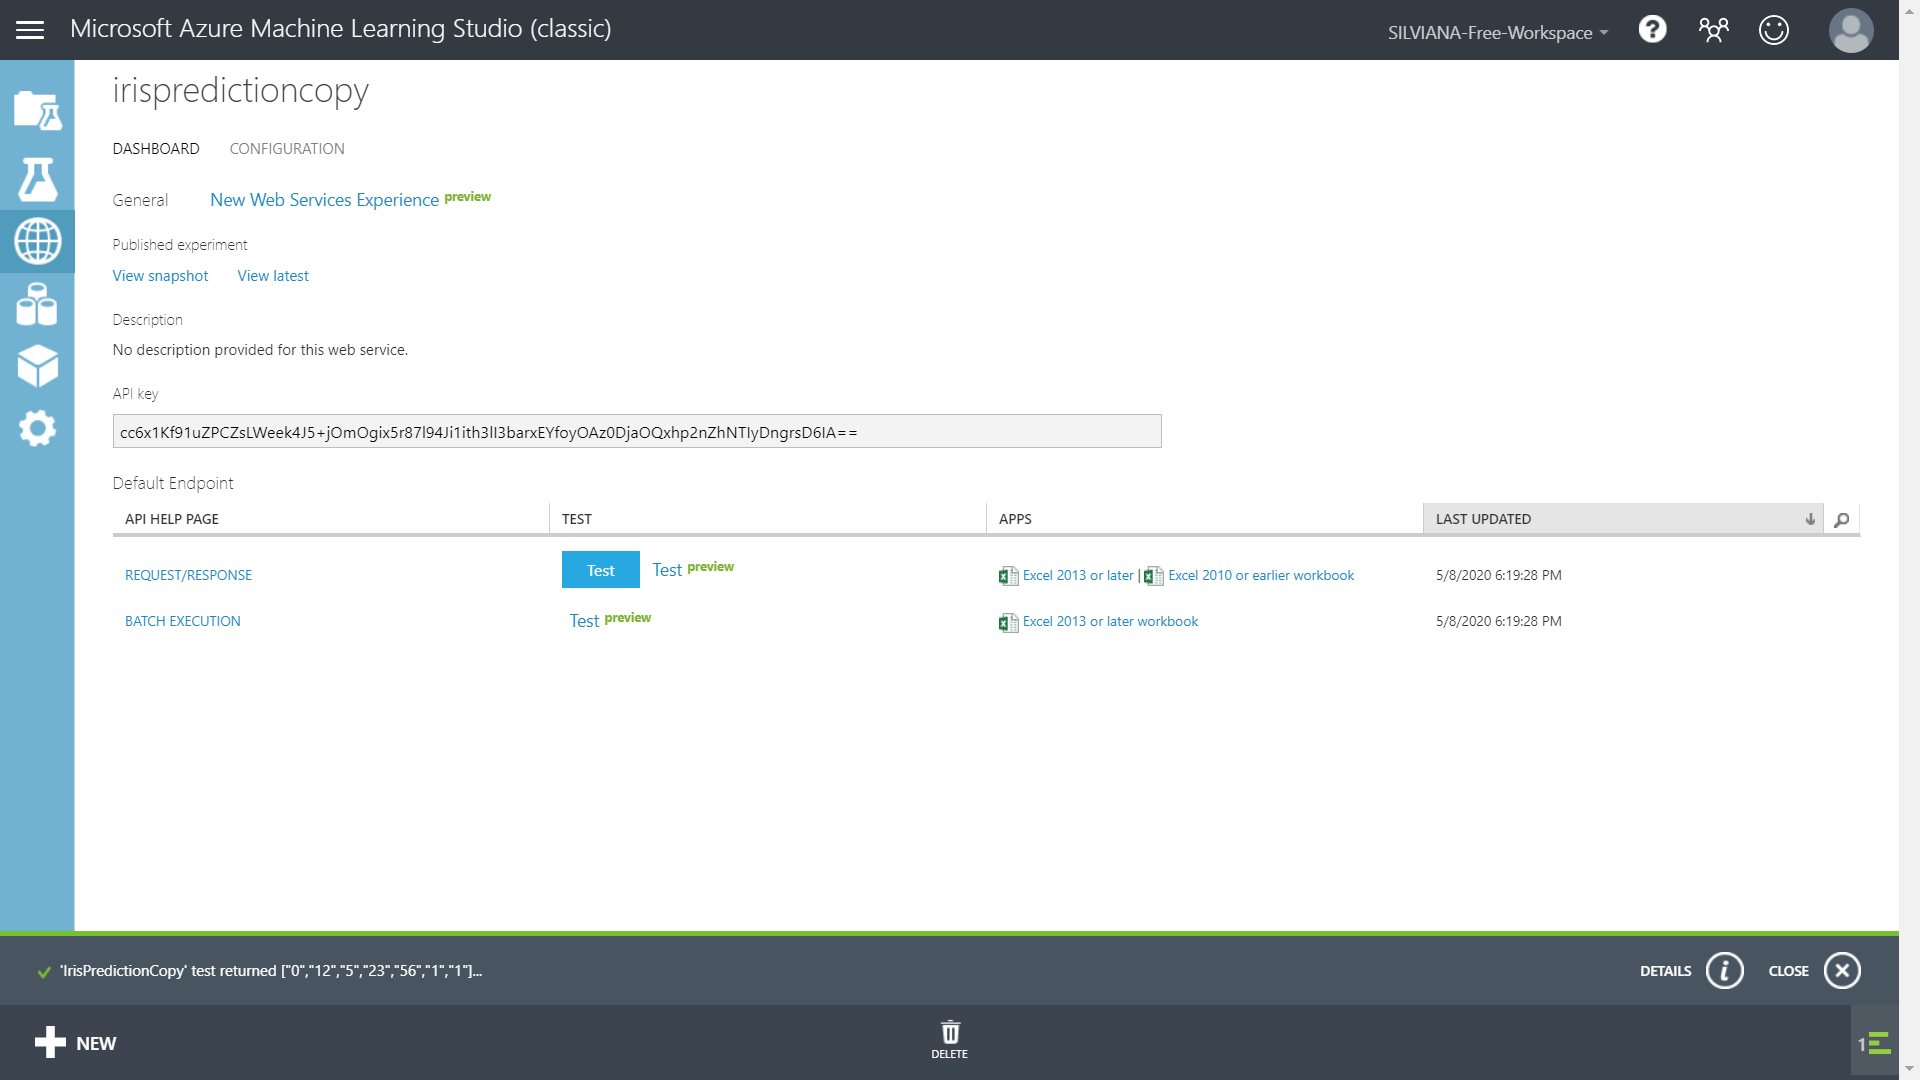 Microsoft Azure Machine Learning Studio (classic)
SILVIANA-Free-Workspace
irispredictioncopy
DASHBOARD CONFIGURATION
General New Web Services Experience preview
Published experiment
View snapshot View latest
Description
No description provided for this web service.
API key
cc6x1Kf91uZPCZsLWeek4J5+jOmOgix5r87l94Ji1ith3lI3barxEYfoyOAz0DjaOQxhp2nZhNTIyDngrsD6IA==
Default Endpoint
API HELP PAGE TEST APPS LAST UPDATED
REQUEST/RESPONSE Test Test preview Excel 2013 or later | Excel 2010 or earlier workbook 5/8/2020 6:19:28 PM
BATCH EXECUTION Test preview Excel 2013 or later workbook 5/8/2020 6:19:28 PM
'IrisPredictionCopy' test returned ["0","12","5","23","56","1","1"]...
DETAILS CLOSE
NEW
DELETE
1